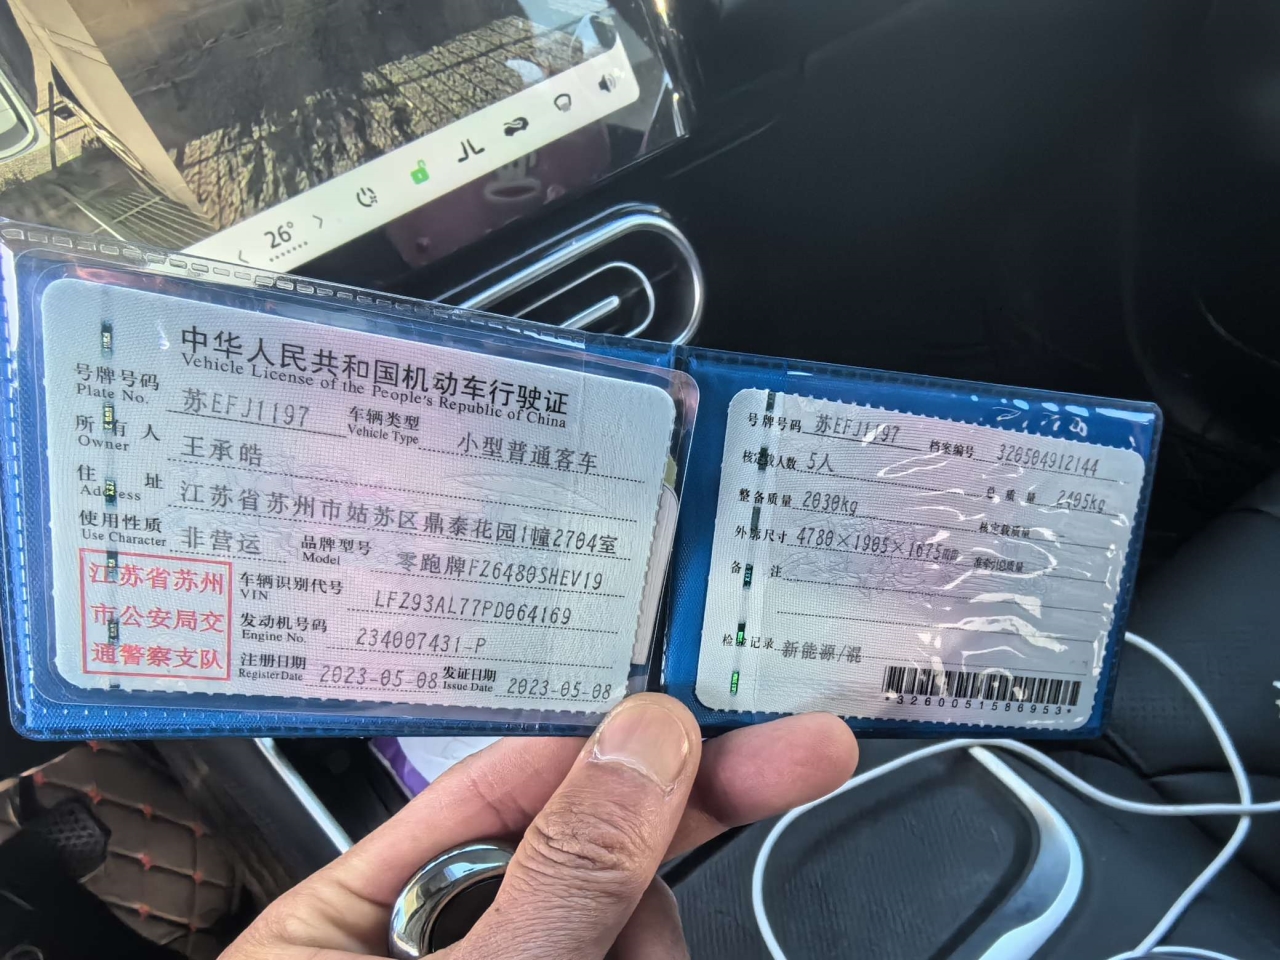 26°
中华人民共和国机动车行驶证
Vehicle License of the People's Republic of China
号牌号码 苏EFJ1197 车辆类型 小型普通客车
Plate No. Vehicle Type
所有人 王承皓
Owner
住址 江苏省苏州市姑苏区鼎泰花园1幢2704室
Address
使用性质 非营运 品牌型号 零跑牌FZ6480SHEV19
Use Character Model
江苏省苏州
市公安局交
通警察支队
车辆识别代号 LFZ93AL77PD064169
VIN
发动机号码 234007431-P
Engine No.
注册日期 2023-05-08 发证日期 2023-05-08
Register Date Issue Date
号牌号码 苏EFJ1197 档案编号 320504912144
核定载人数 5人 总质量 2405kg
整备质量 2030kg 核定载质量
外廓尺寸 4780×1905×1675mm 准牵引总质量
备注
检验记录 新能源/混
*3260051586953*